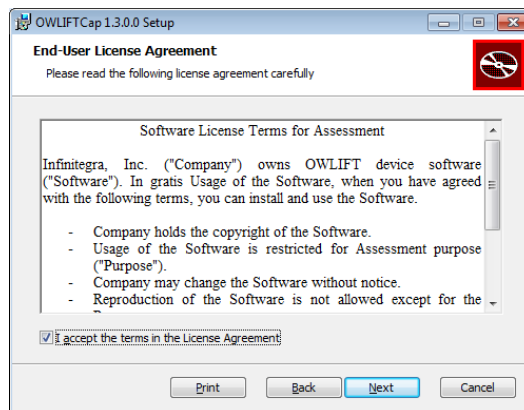 OWLIFTCap 1.3.0.0 Setup
End-User License Agreement
Please read the following license agreement carefully
Software License Terms for Assessment
Infinitegra, Inc. ("Company") owns OWLIFT device software
("Software"). In gratis Usage of the Software, when you have agreed
with the following terms, you can install and use the Software.
- Company holds the copyright of the Software.
- Usage of the Software is restricted for Assessment purpose
("Purpose").
- Company may change the Software without notice.
- Reproduction of the Software is not allowed except for the
I accept the terms in the License Agreement
Print Back Next Cancel